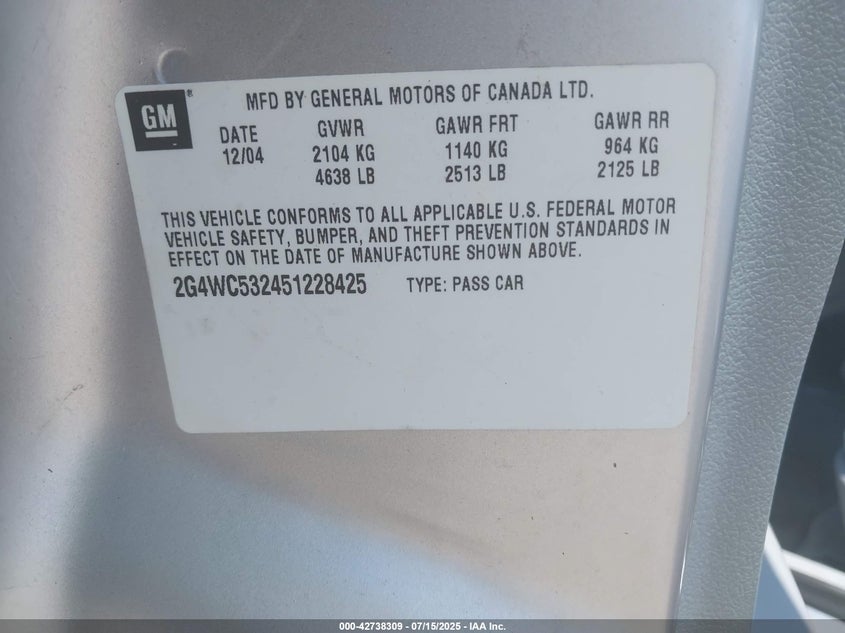 GM ®
MFD BY GENERAL MOTORS OF CANADA LTD.
DATE GVWR GAWR FRT GAWR RR
12/04 2104 KG 1140 KG 964 KG
4638 LB 2513 LB 2125 LB
THIS VEHICLE CONFORMS TO ALL APPLICABLE U.S. FEDERAL MOTOR
VEHICLE SAFETY, BUMPER, AND THEFT PREVENTION STANDARDS IN
EFFECT ON THE DATE OF MANUFACTURE SHOWN ABOVE.
2G4WC532451228425 TYPE: PASS CAR
000-42738309 - 07/15/2025 - IAA Inc.